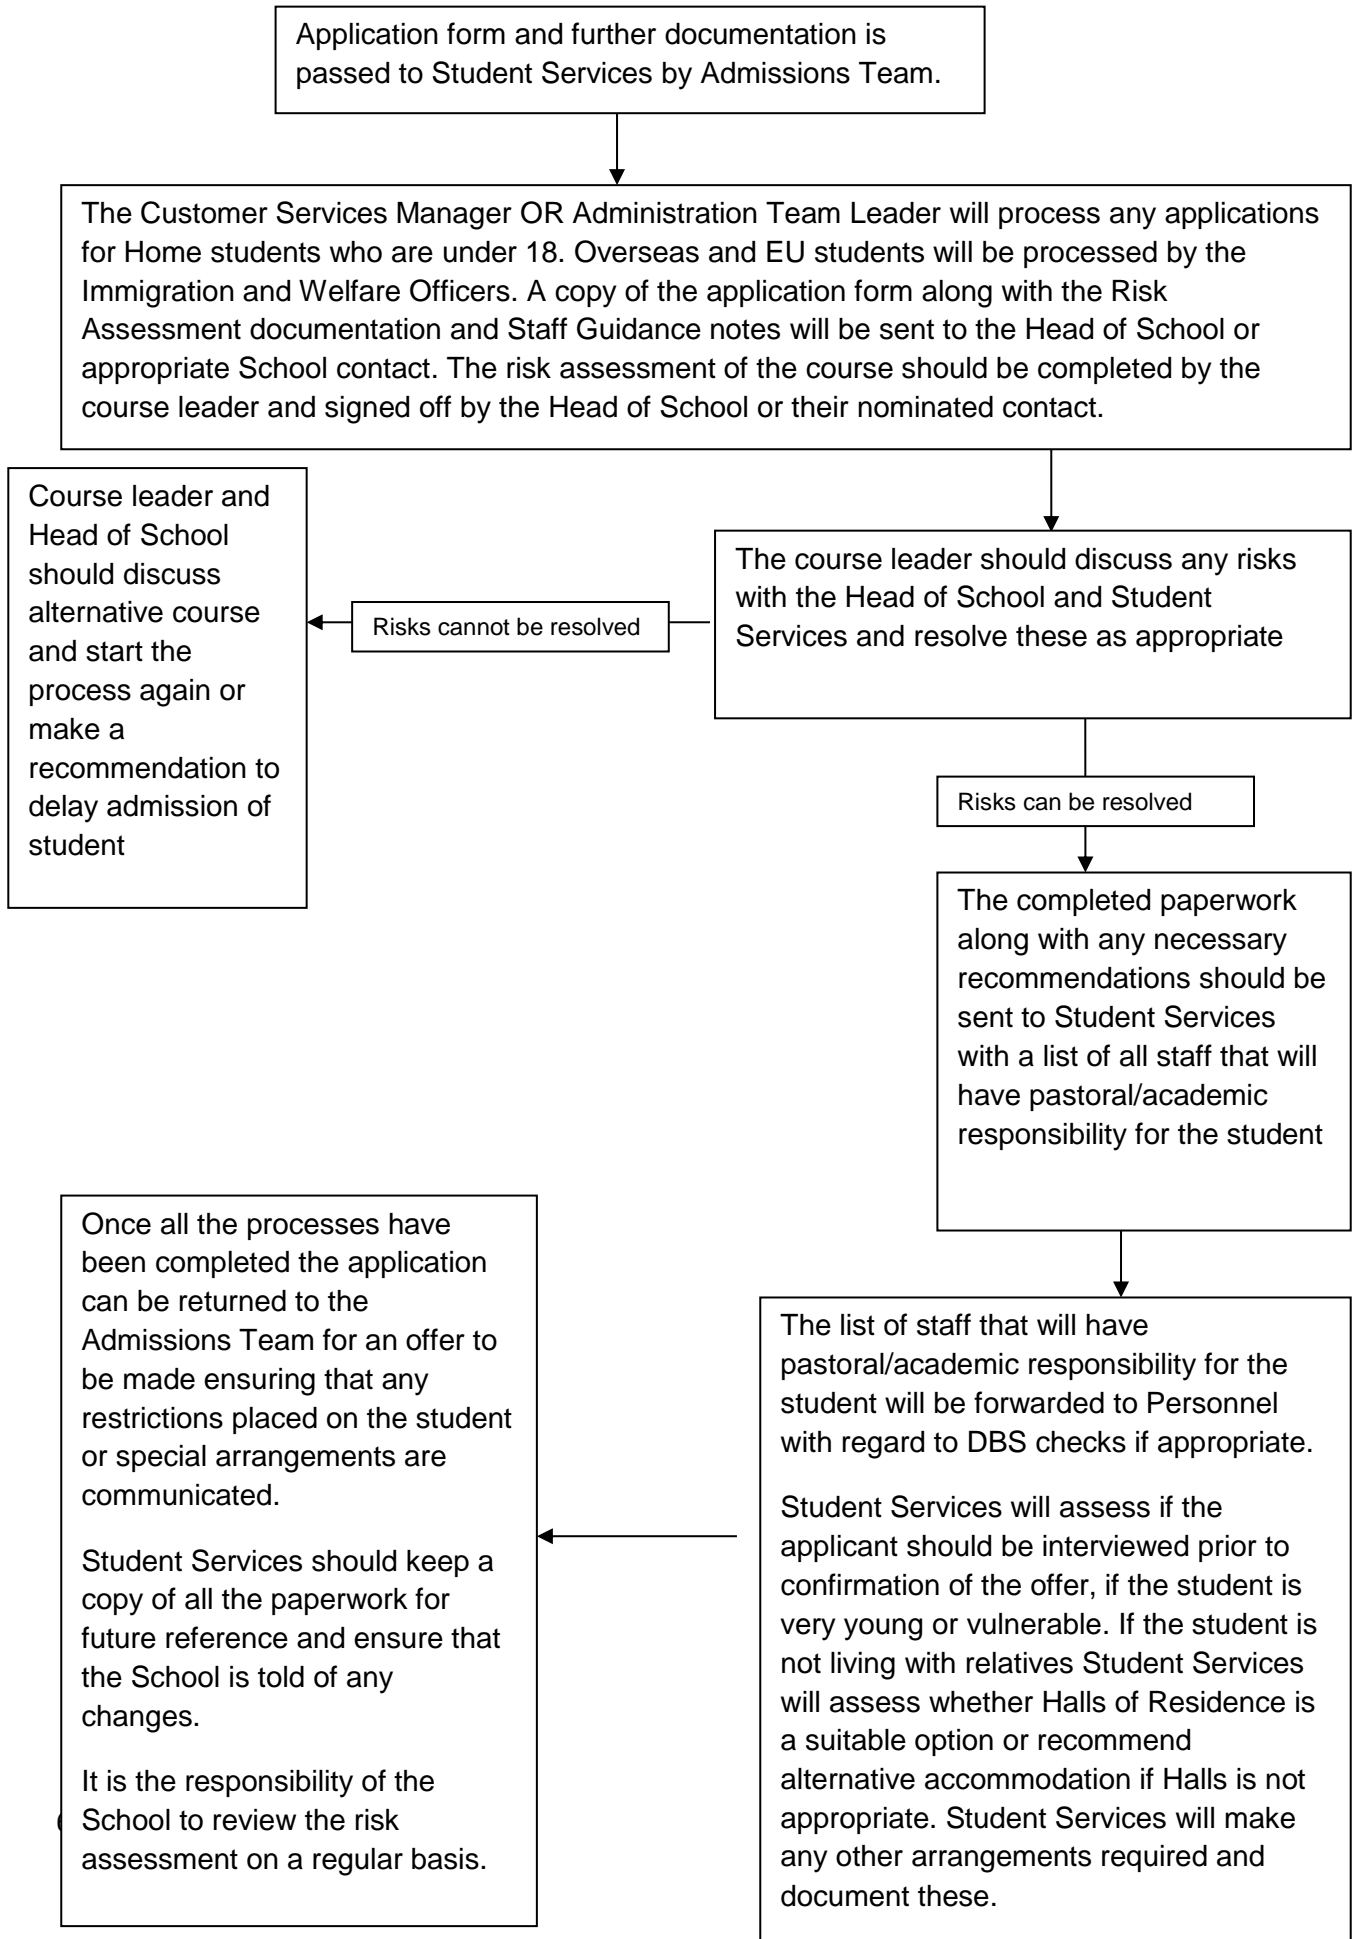 Application form and further documentation is
passed to Student Services by Admissions Team.
The Customer Services Manager OR Administration Team Leader will process any applications
for Home students who are under 18. Overseas and EU students will be processed by the
Immigration and Welfare Officers. A copy of the application form along with the Risk
Assessment documentation and Staff Guidance notes will be sent to the Head of School or
appropriate School contact. The risk assessment of the course should be completed by the
course leader and signed off by the Head of School or their nominated contact.
The course leader should discuss any risks
with the Head of School and Student
Services and resolve these as appropriate
Risks cannot be resolved
Course leader and
Head of School
should discuss
alternative course
and start the
process again or
make a
recommendation to
delay admission of
student
Risks can be resolved
The completed paperwork
along with any necessary
recommendations should be
sent to Student Services
with a list of all staff that will
have pastoral/academic
responsibility for the student
The list of staff that will have
pastoral/academic responsibility for the
student will be forwarded to Personnel
with regard to DBS checks if appropriate.
Student Services will assess if the
applicant should be interviewed prior to
confirmation of the offer, if the student is
very young or vulnerable. If the student is
not living with relatives Student Services
will assess whether Halls of Residence is
a suitable option or recommend
alternative accommodation if Halls is not
appropriate. Student Services will make
any other arrangements required and
document these.
Once all the processes have
been completed the application
can be returned to the
Admissions Team for an offer to
be made ensuring that any
restrictions placed on the student
or special arrangements are
communicated.
Student Services should keep a
copy of all the paperwork for
future reference and ensure that
the School is told of any
changes.
It is the responsibility of the
School to review the risk
assessment on a regular basis.